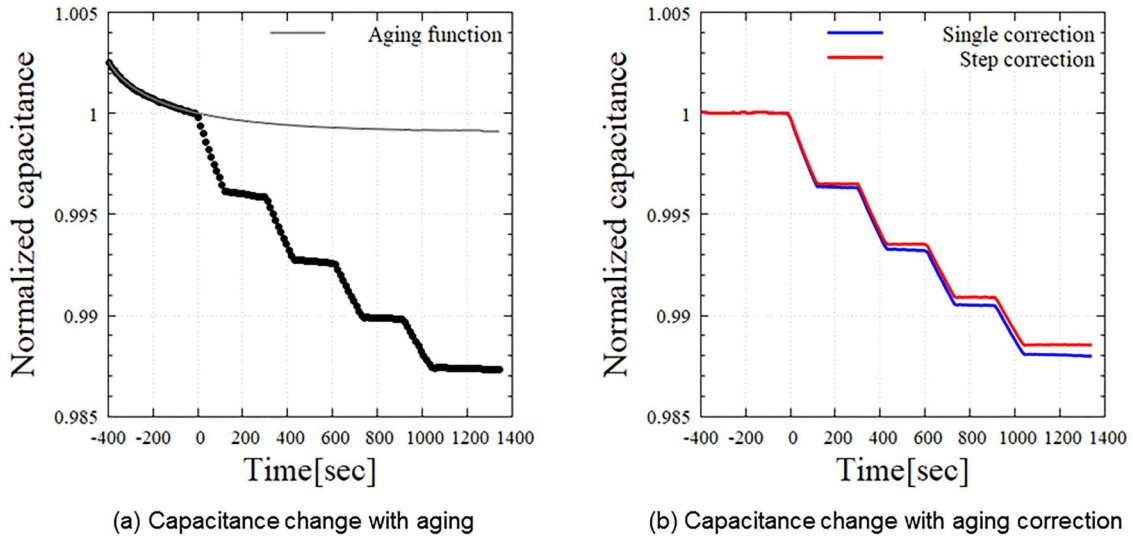 1.005
1
0.995
0.99
0.985
Normalized capacitance
Aging function
-400 -200 0 200 400 600 800 1000 1200 1400
Time[sec]
(a) Capacitance change with aging
1.005
1
0.995
0.99
0.985
Normalized capacitance
Single correction
Step correction
-400 -200 0 200 400 600 800 1000 1200 1400
Time[sec]
(b) Capacitance change with aging correction